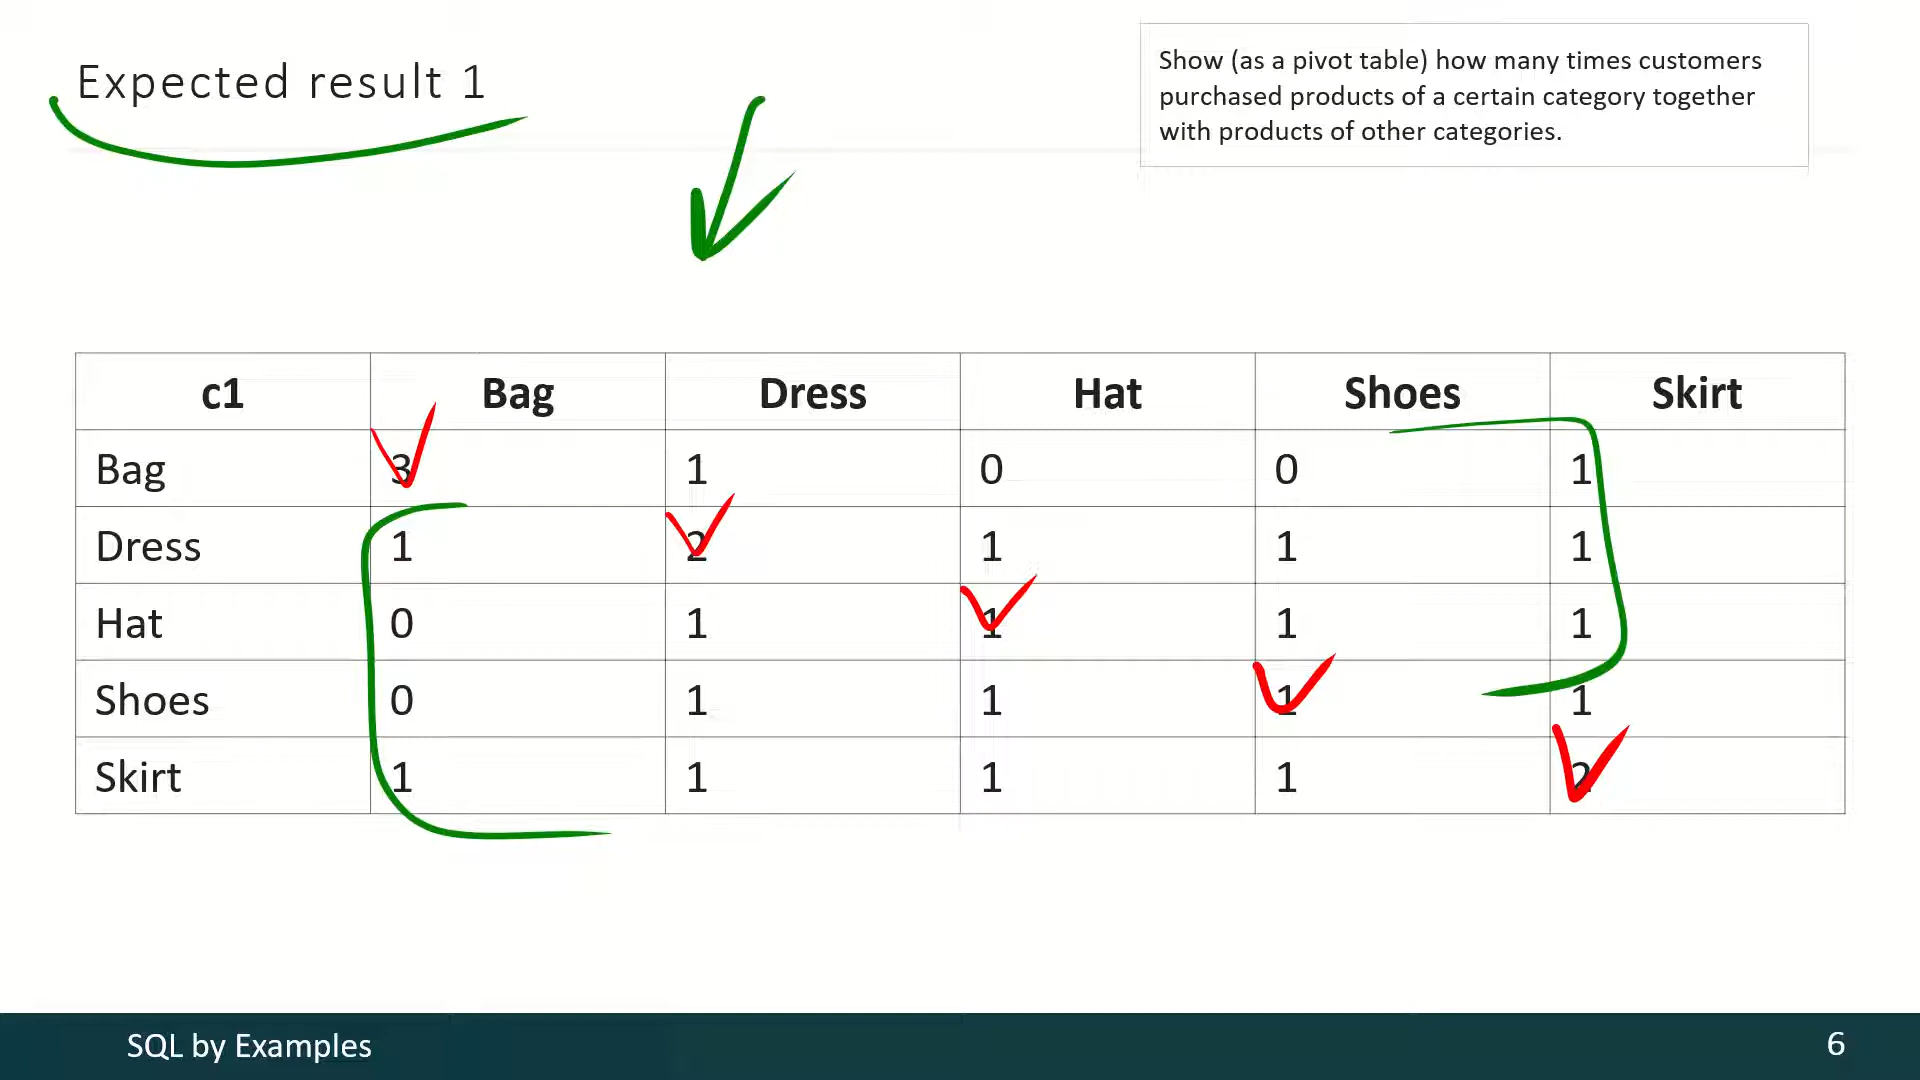 Expected result 1
Show (as a pivot table) how many times customers
purchased products of a certain category together
with products of other categories.
c1 Bag Dress Hat Shoes Skirt
Bag 3 1 0 0 1
Dress 1 2 1 1 1
Hat 0 1 1 1 1
Shoes 0 1 1 1 1
Skirt 1 1 1 1 2
SQL by Examples
6